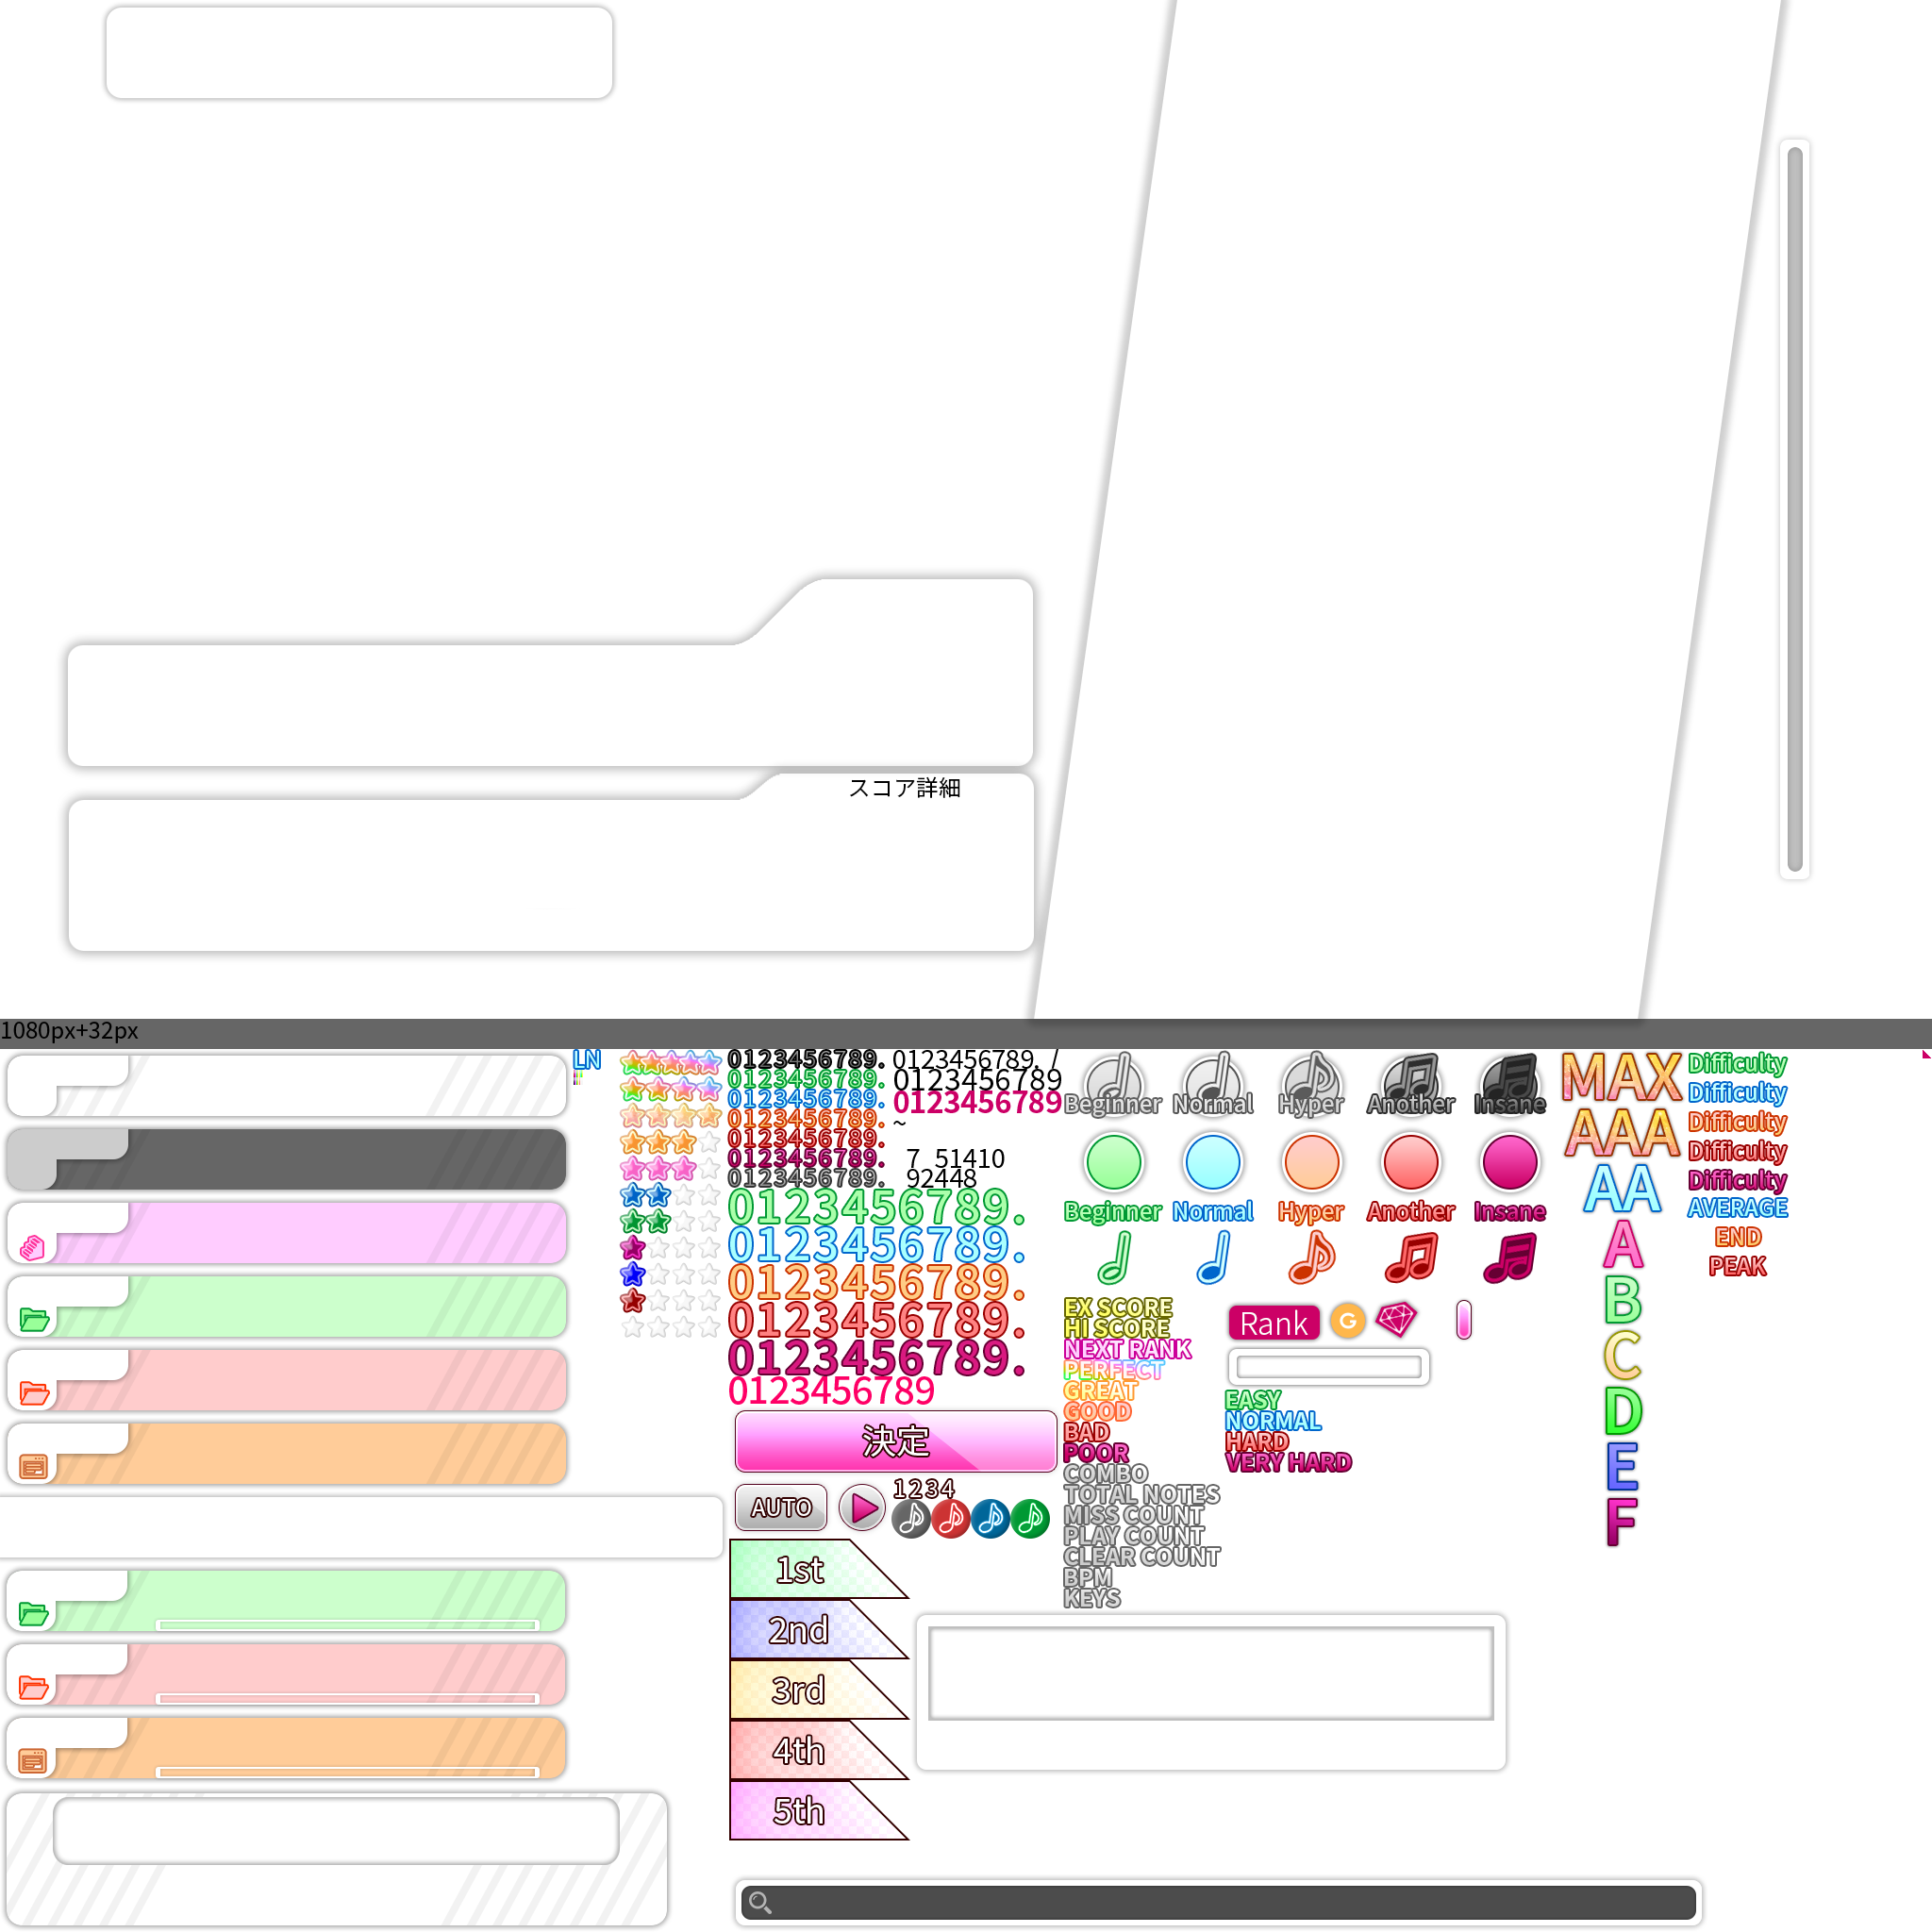 スコア詳細
1080px+32px
LN
0123456789.
0123456789.
0123456789.
0123456789.
0123456789.
0123456789.
0123456789.
0123456789. /
0123456789
0123456789
~
7 51410
92448
0123456789.
0123456789.
0123456789.
0123456789.
0123456789.
0123456789
決定
AUTO
1234
1st
2nd
3rd
4th
5th
Beginner Normal Hyper Another Insane
Beginner Normal Hyper Another Insane
EX SCORE
HI SCORE
NEXT RANK
PERFECT
GREAT
GOOD
BAD
POOR
COMBO
TOTAL NOTES
MISS COUNT
PLAY COUNT
CLEAR COUNT
BPM
KEYS
Rank
G
EASY
NORMAL
HARD
VERY HARD
MAX
AAA
AA
A
B
C
D
E
F
Difficulty
Difficulty
Difficulty
Difficulty
Difficulty
AVERAGE
END
PEAK